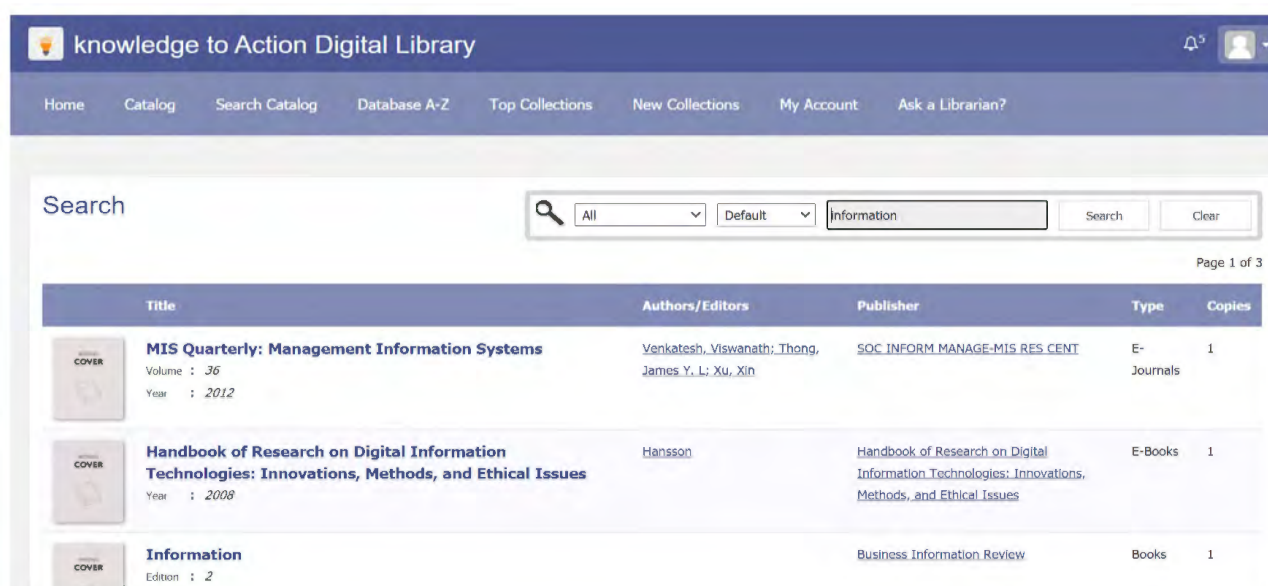 knowledge to Action Digital Library
5
Home Catalog Search Catalog Database A-Z Top Collections New Collections My Account Ask a Librarian?
Search
All Default information Search Clear
Page 1 of 3
Title Authors/Editors Publisher Type Copies
COVER
MIS Quarterly: Management Information Systems
Volume : 36
Year : 2012
Venkatesh, Viswanath; Thong,
James Y. L; Xu, Xin
SOC INFORM MANAGE-MIS RES CENT
E-
Journals
1
COVER
Handbook of Research on Digital Information
Technologies: Innovations, Methods, and Ethical Issues
Year : 2008
Hansson
Handbook of Research on Digital
Information Technologies: Innovations,
Methods, and Ethical Issues
E-Books
1
COVER
Information
Edition : 2
Business Information Review
Books
1